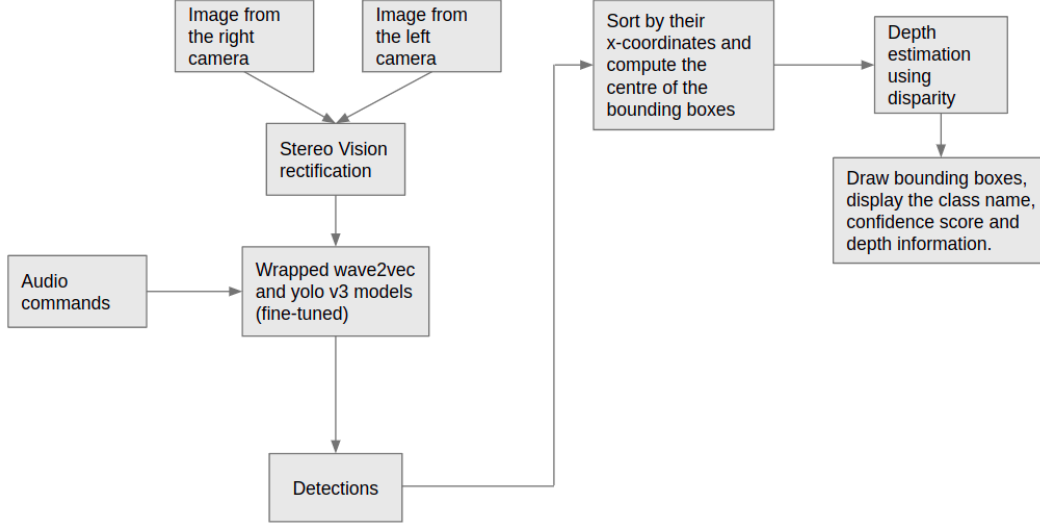 Image from
the right
camera
Image from
the left
camera
Stereo Vision
rectification
Audio
commands
Wrapped wave2vec
and yolo v3 models
(fine-tuned)
Detections
Sort by their
x-coordinates and
compute the
centre of the
bounding boxes
Depth
estimation
using
disparity
Draw bounding boxes,
display the class name,
confidence score and
depth information.